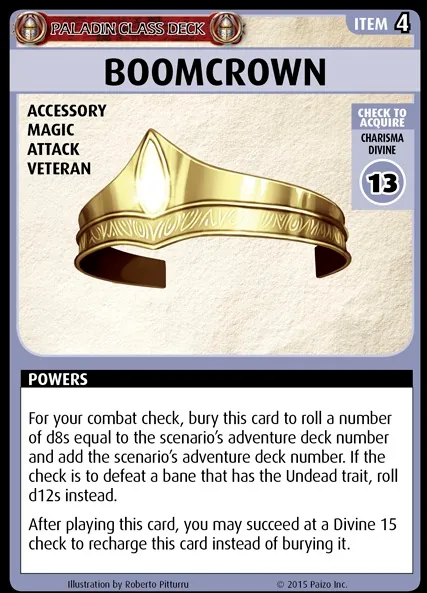 PALADIN CLASS DECK
ITEM 4
BOOMCROWN
ACCESSORY
MAGIC
ATTACK
VETERAN
CHECK TO
ACQUIRE
CHARISMA
DIVINE
13
POWERS
For your combat check, bury this card to roll a number
of d8s equal to the scenario’s adventure deck number
and add the scenario’s adventure deck number. If the
check is to defeat a bane that has the Undead trait, roll
d12s instead.
After playing this card, you may succeed at a Divine 15
check to recharge this card instead of burying it.
Illustration by Roberto Pitturru
© 2015 Paizo Inc.